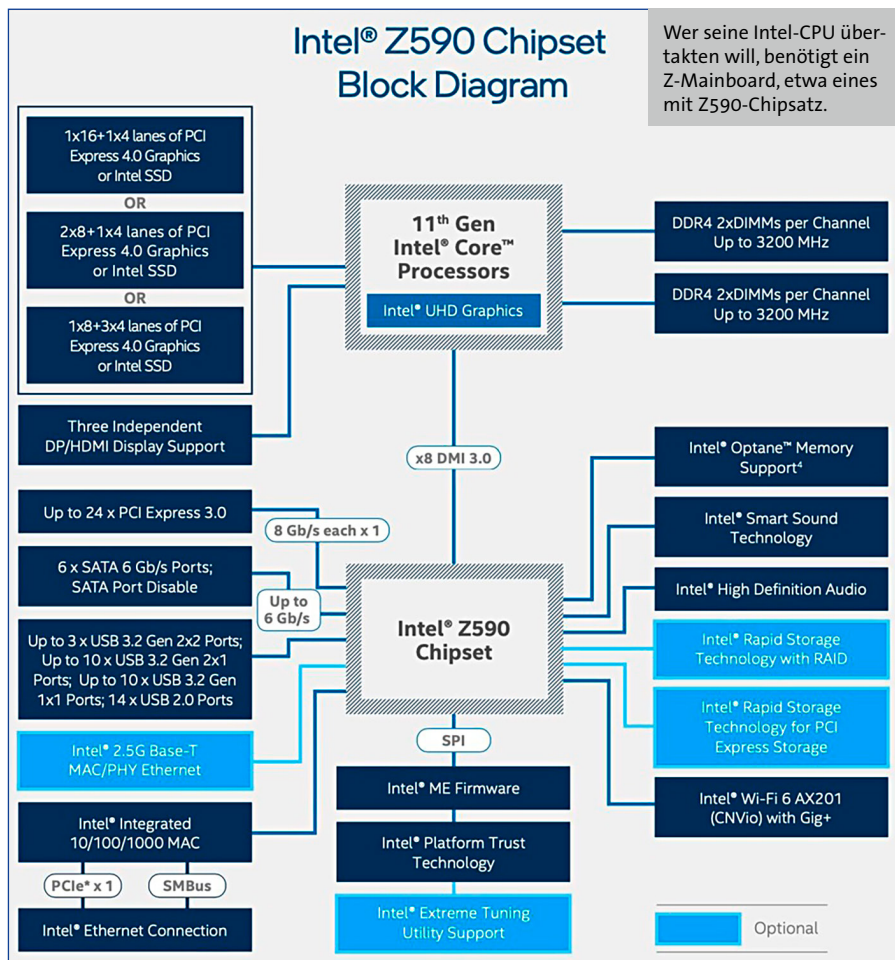 Intel® Z590 Chipset
Block Diagram
Wer seine Intel-CPU über-
takten will, benötigt ein
Z-Mainboard, etwa eines
mit Z590-Chipsatz.
1x16+1x4 lanes of PCI
Express 4.0 Graphics
or Intel SSD
OR
2x8+1x4 lanes of PCI
Express 4.0 Graphics
or Intel SSD
OR
1x8+3x4 lanes of PCI
Express 4.0 Graphics
or Intel SSD
Three Independent
DP/HDMI Display Support
11th Gen
Intel® Core™
Processors
Intel® UHD Graphics
DDR4 2xDIMMs per Channel
Up to 3200 MHz
DDR4 2xDIMMs per Channel
Up to 3200 MHz
x8 DMI 3.0
Up to 24 x PCI Express 3.0
8 Gb/s each x 1
6 x SATA 6 Gb/s Ports;
SATA Port Disable
Up to
6 Gb/s
Up to 3 x USB 3.2 Gen 2x2 Ports;
Up to 10 x USB 3.2 Gen 2x1
Ports; Up to 10 x USB 3.2 Gen
1x1 Ports; 14 x USB 2.0 Ports
Intel® 2.5G Base-T
MAC/PHY Ethernet
Intel® Integrated
10/100/1000 MAC
PCIe* x 1
SMBus
Intel® Ethernet Connection
Intel® Z590
Chipset
SPI
Intel® ME Firmware
Intel® Platform Trust
Technology
Intel® Extreme Tuning
Utility Support
Intel® Optane™ Memory
Support⁴
Intel® Smart Sound
Technology
Intel® High Definition Audio
Intel® Rapid Storage
Technology with RAID
Intel® Rapid Storage
Technology for PCI
Express Storage
Intel® Wi-Fi 6 AX201
(CNVio) with Gig+
Optional